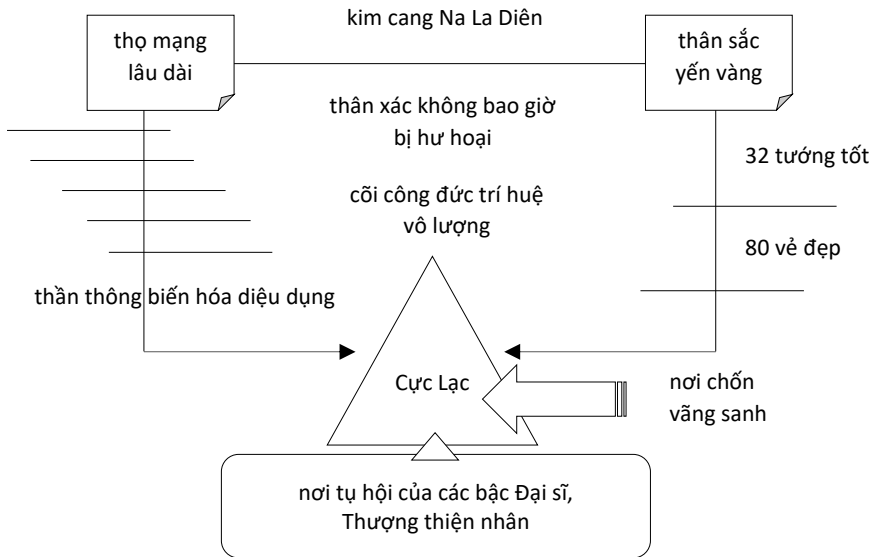 kim cang Na La Diên
thọ mạng
lâu dài
thân sắc
yến vàng
thân xác không bao giờ
bị hư hoại
32 tướng tốt
cõi công đức trí huệ
vô lượng
80 vẻ đẹp
thần thông biến hóa diệu dụng
Cực Lạc
nơi chốn
vãng sanh
nơi tụ hội của các bậc Đại sĩ,
Thượng thiện nhân